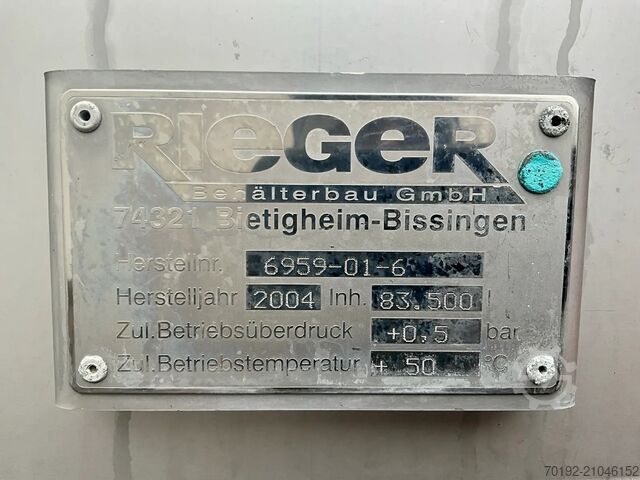 RIEGER
Behälterbau GmbH
74321 Bietigheim-Bissingen
Herstellnr. 6959-01-6
Herstelljahr 2004 Inh. 83.500 l
Zul.Betriebsüberdruck +0,5 bar
Zul.Betriebstemperatur + 50 °C
70192-21046152